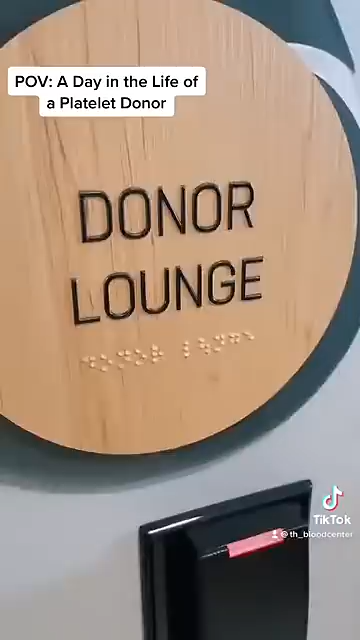 POV: A Day in the Life of
a Platelet Donor
DONOR
LOUNGE
TikTok
@th_bloodcenter